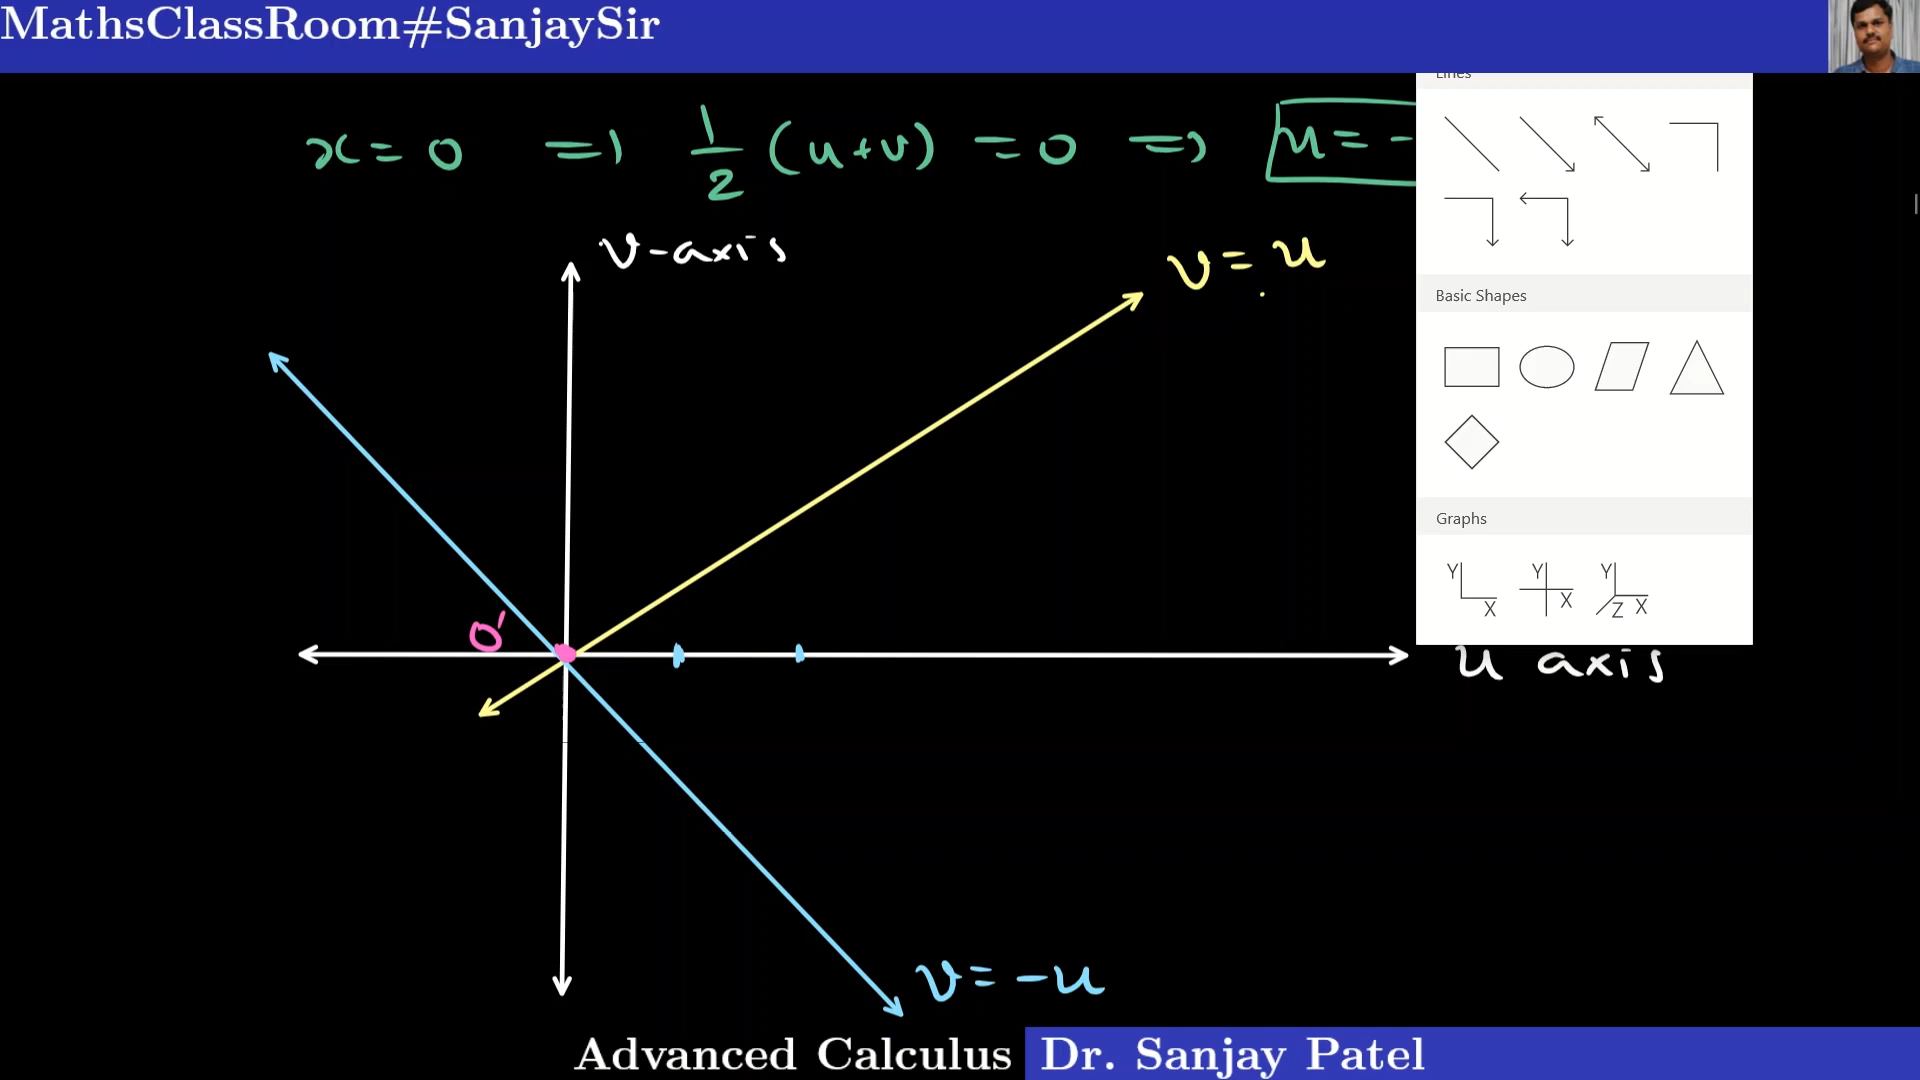 MathsClassRoom#SanjaySir
Lines
x = 0 ⇒ 1/2 (u+v) = 0 ⇒ u = -
v-axis
v = u
Basic Shapes
Graphs
Y X Y X Y Z X
O'
u axis
v = -u
Advanced Calculus Dr. Sanjay Patel